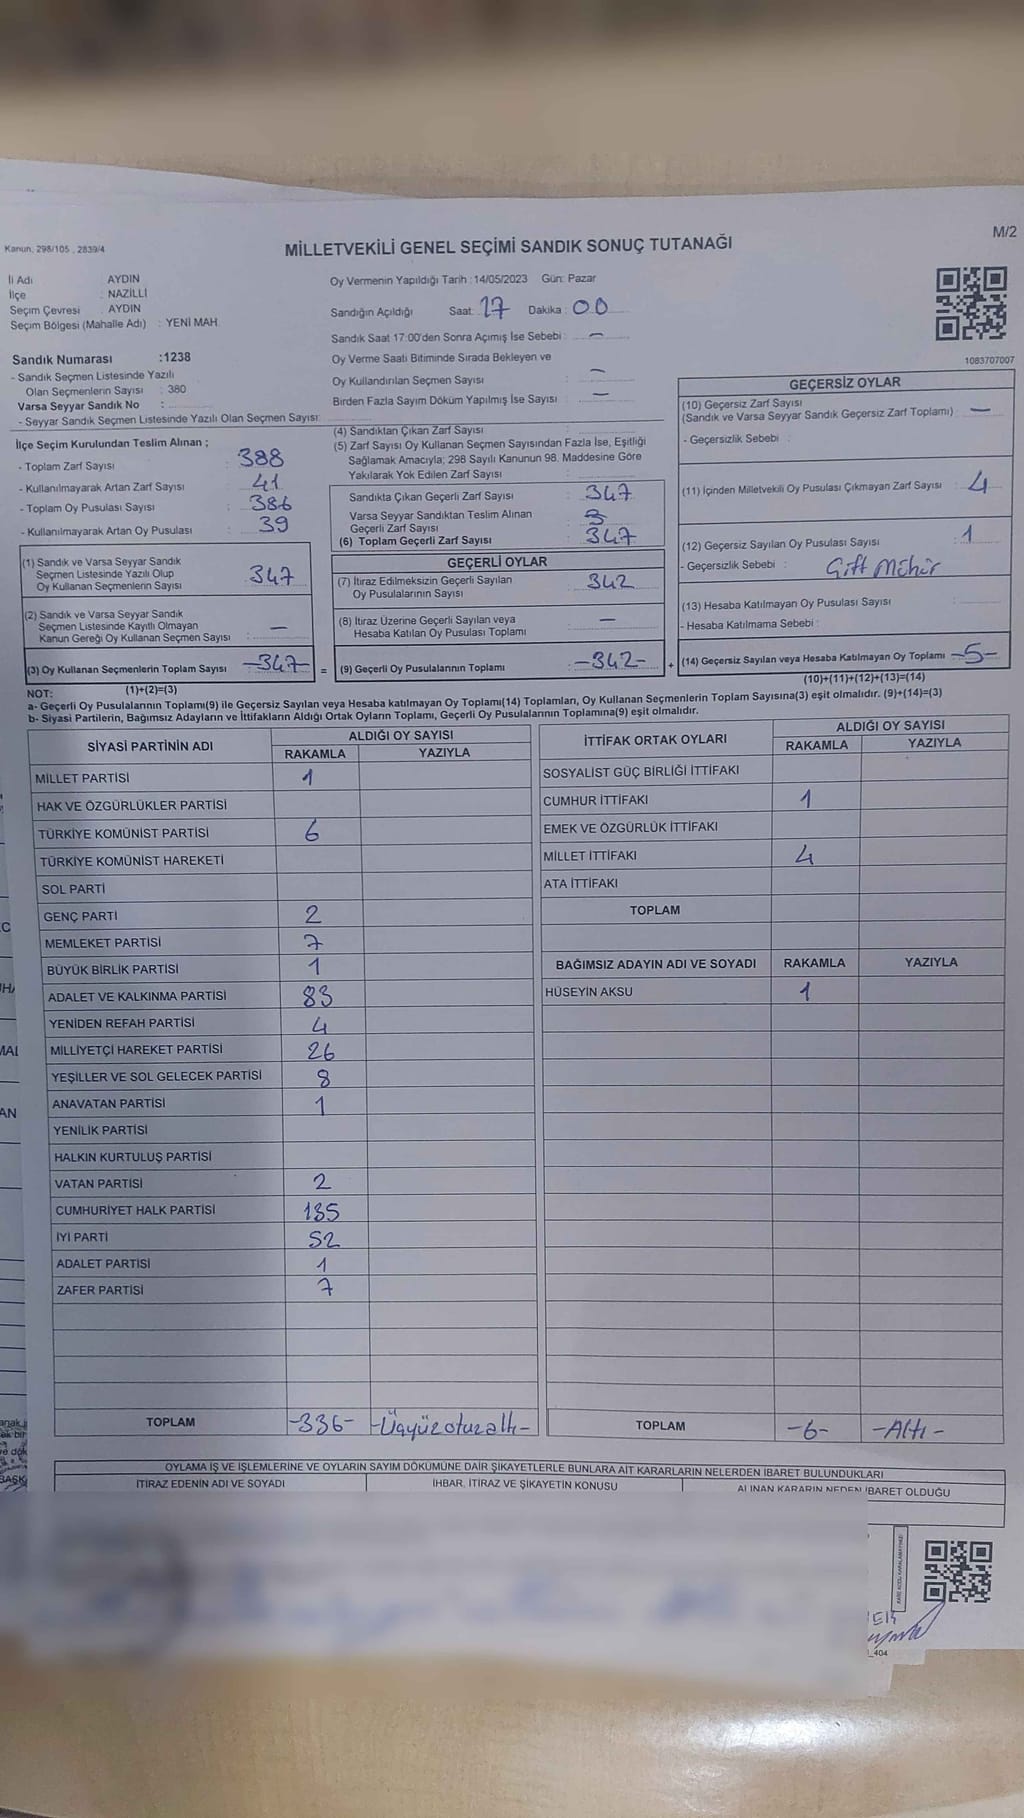 Kanun, 298/105 , 2839/4
M/2
MİLLETVEKİLİ GENEL SEÇİMİ SANDIK SONUÇ TUTANAĞI
İl Adı : AYDIN
İlçe : NAZİLLİ
Seçim Çevresi : AYDIN
Seçim Bölgesi (Mahalle Adı) : YENİ MAH
Sandık Numarası :1238
- Sandık Seçmen Listesinde Yazılı
Olan Seçmenlerin Sayısı : 380
Varsa Seyyar Sandık No :
- Seyyar Sandık Seçmen Listesinde Yazılı Olan Seçmen Sayısı:
Oy Vermenin Yapıldığı Tarih :14/05/2023 Gün: Pazar
Sandığın Açıldığı Saat: 17 Dakika : 00
Sandık Saat 17:00'den Sonra Açımış İse Sebebi : —
Oy Verme Saati Bitiminde Sırada Bekleyen ve
Oy Kullandırılan Seçmen Sayısı : —
Birden Fazla Sayım Döküm Yapılmış İse Sayısı : —
1083707007
İlçe Seçim Kurulundan Teslim Alınan ;
- Toplam Zarf Sayısı : 388
- Kullanılmayarak Artan Zarf Sayısı : 41
- Toplam Oy Pusulası Sayısı : 386
- Kullanılmayarak Artan Oy Pusulası : 39
(1) Sandık ve Varsa Seyyar Sandık
Seçmen Listesinde Yazılı Olup
Oy Kullanan Seçmenlerin Sayısı : 347
(2) Sandık ve Varsa Seyyar Sandık
Seçmen Listesinde Kayıtlı Olmayan
Kanun Gereği Oy Kullanan Seçmen Sayısı : —
(3) Oy Kullanan Seçmenlerin Toplam Sayısı -347-
(1)+(2)=(3)
(4) Sandıktan Çıkan Zarf Sayısı :
(5) Zarf Sayısı Oy Kullanan Seçmen Sayısından Fazla İse, Eşitliği
Sağlamak Amacıyla; 298 Sayılı Kanunun 98. Maddesine Göre
Yakılarak Yok Edilen Zarf Sayısı :
Sandıkta Çıkan Geçerli Zarf Sayısı : 347
Varsa Seyyar Sandıktan Teslim Alınan
Geçerli Zarf Sayısı :
(6) Toplam Geçerli Zarf Sayısı : 347
GEÇERLİ OYLAR
(7) İtiraz Edilmeksizin Geçerli Sayılan
Oy Pusulalarının Sayısı : 342
(8) İtiraz Üzerine Geçerli Sayılan veya
Hesaba Katılan Oy Pusulası Toplamı : —
= (9) Geçerli Oy Pusulalarının Toplamı : -342-
GEÇERSİZ OYLAR
(10) Geçersiz Zarf Sayısı
(Sandık ve Varsa Seyyar Sandık Geçersiz Zarf Toplamı) : —
- Geçersizlik Sebebi :
(11) İçinden Milletvekili Oy Pusulası Çıkmayan Zarf Sayısı : 4
(12) Geçersiz Sayılan Oy Pusulası Sayısı : 1
- Geçersizlik Sebebi : Çift Mühür
(13) Hesaba Katılmayan Oy Pusulası Sayısı :
- Hesaba Katılmama Sebebi :
+ (14) Geçersiz Sayılan veya Hesaba Katılmayan Oy Toplamı -5-
(10)+(11)+(12)+(13)=(14)
NOT:
a- Geçerli Oy Pusulalarının Toplamı(9) ile Geçersiz Sayılan veya Hesaba katılmayan Oy Toplamı(14) Toplamları, Oy Kullanan Seçmenlerin Toplam Sayısına(3) eşit olmalıdır. (9)+(14)=(3)
b- Siyasi Partilerin, Bağımsız Adayların ve İttifakların Aldığı Ortak Oyların Toplamı, Geçerli Oy Pusulalarının Toplamına(9) eşit olmalıdır.
SİYASİ PARTİNİN ADI ALDIĞI OY SAYISI
RAKAMLA YAZIYLA
MİLLET PARTİSİ 1
HAK VE ÖZGÜRLÜKLER PARTİSİ
TÜRKİYE KOMÜNİST PARTİSİ 6
TÜRKİYE KOMÜNİST HAREKETİ
SOL PARTİ
GENÇ PARTİ 2
MEMLEKET PARTİSİ 7
BÜYÜK BİRLİK PARTİSİ 1
ADALET VE KALKINMA PARTİSİ 83
YENİDEN REFAH PARTİSİ 4
MİLLİYETÇİ HAREKET PARTİSİ 26
YEŞİLLER VE SOL GELECEK PARTİSİ 8
ANAVATAN PARTİSİ 1
YENİLİK PARTİSİ
HALKIN KURTULUŞ PARTİSİ
VATAN PARTİSİ 2
CUMHURİYET HALK PARTİSİ 135
İYİ PARTİ 52
ADALET PARTİSİ 1
ZAFER PARTİSİ 7
TOPLAM -336- -Üçyüzotuzaltı-
İTTİFAK ORTAK OYLARI ALDIĞI OY SAYISI
RAKAMLA YAZIYLA
SOSYALİST GÜÇ BİRLİĞİ İTTİFAKI
CUMHUR İTTİFAKI 1
EMEK VE ÖZGÜRLÜK İTTİFAKI
MİLLET İTTİFAKI 4
ATA İTTİFAKI
TOPLAM
BAĞIMSIZ ADAYIN ADI VE SOYADI RAKAMLA YAZIYLA
HÜSEYİN AKSU 1
TOPLAM -6- -Altı-
OYLAMA İŞ VE İŞLEMLERİNE VE OYLARIN SAYIM DÖKÜMÜNE DAİR ŞİKAYETLERLE BUNLARA AİT KARARLARIN NELERDEN İBARET BULUNDUKLARI
İTİRAZ EDENİN ADI VE SOYADI İHBAR, İTİRAZ VE ŞİKAYETİN KONUSU ALINAN KARARIN NEDEN İBARET OLDUĞU